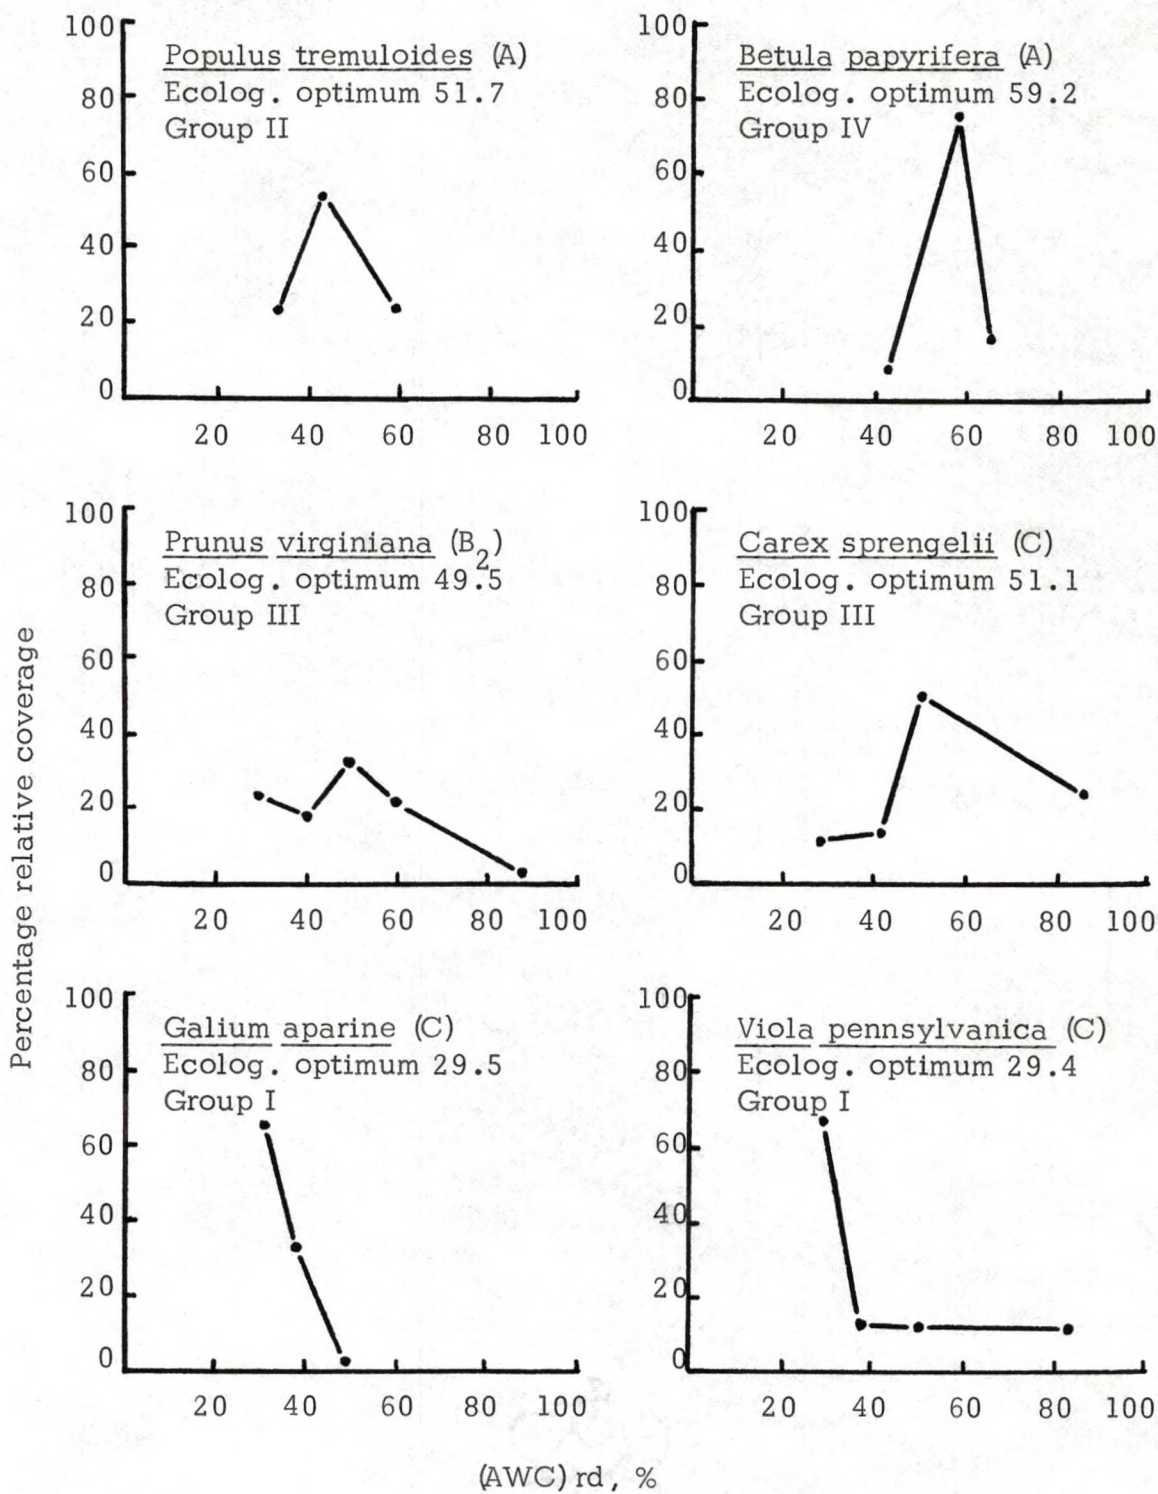 Populus tremuloides (A)
Ecolog. optimum 51.7
Group II
100
80
60
40
20
0
20 40 60 80 100
Betula papyrifera (A)
Ecolog. optimum 59.2
Group IV
100
80
60
40
20
0
20 40 60 80 100
Prunus virginiana (B2)
Ecolog. optimum 49.5
Group III
100
80
60
40
20
0
20 40 60 80 100
Carex sprengelii (C)
Ecolog. optimum 51.1
Group III
100
80
60
40
20
0
20 40 60 80 100
Galium aparine (C)
Ecolog. optimum 29.5
Group I
100
80
60
40
20
0
20 40 60 80 100
Viola pennsylvanica (C)
Ecolog. optimum 29.4
Group I
100
80
60
40
20
0
20 40 60 80 100
Percentage relative coverage
(AWC) rd, %